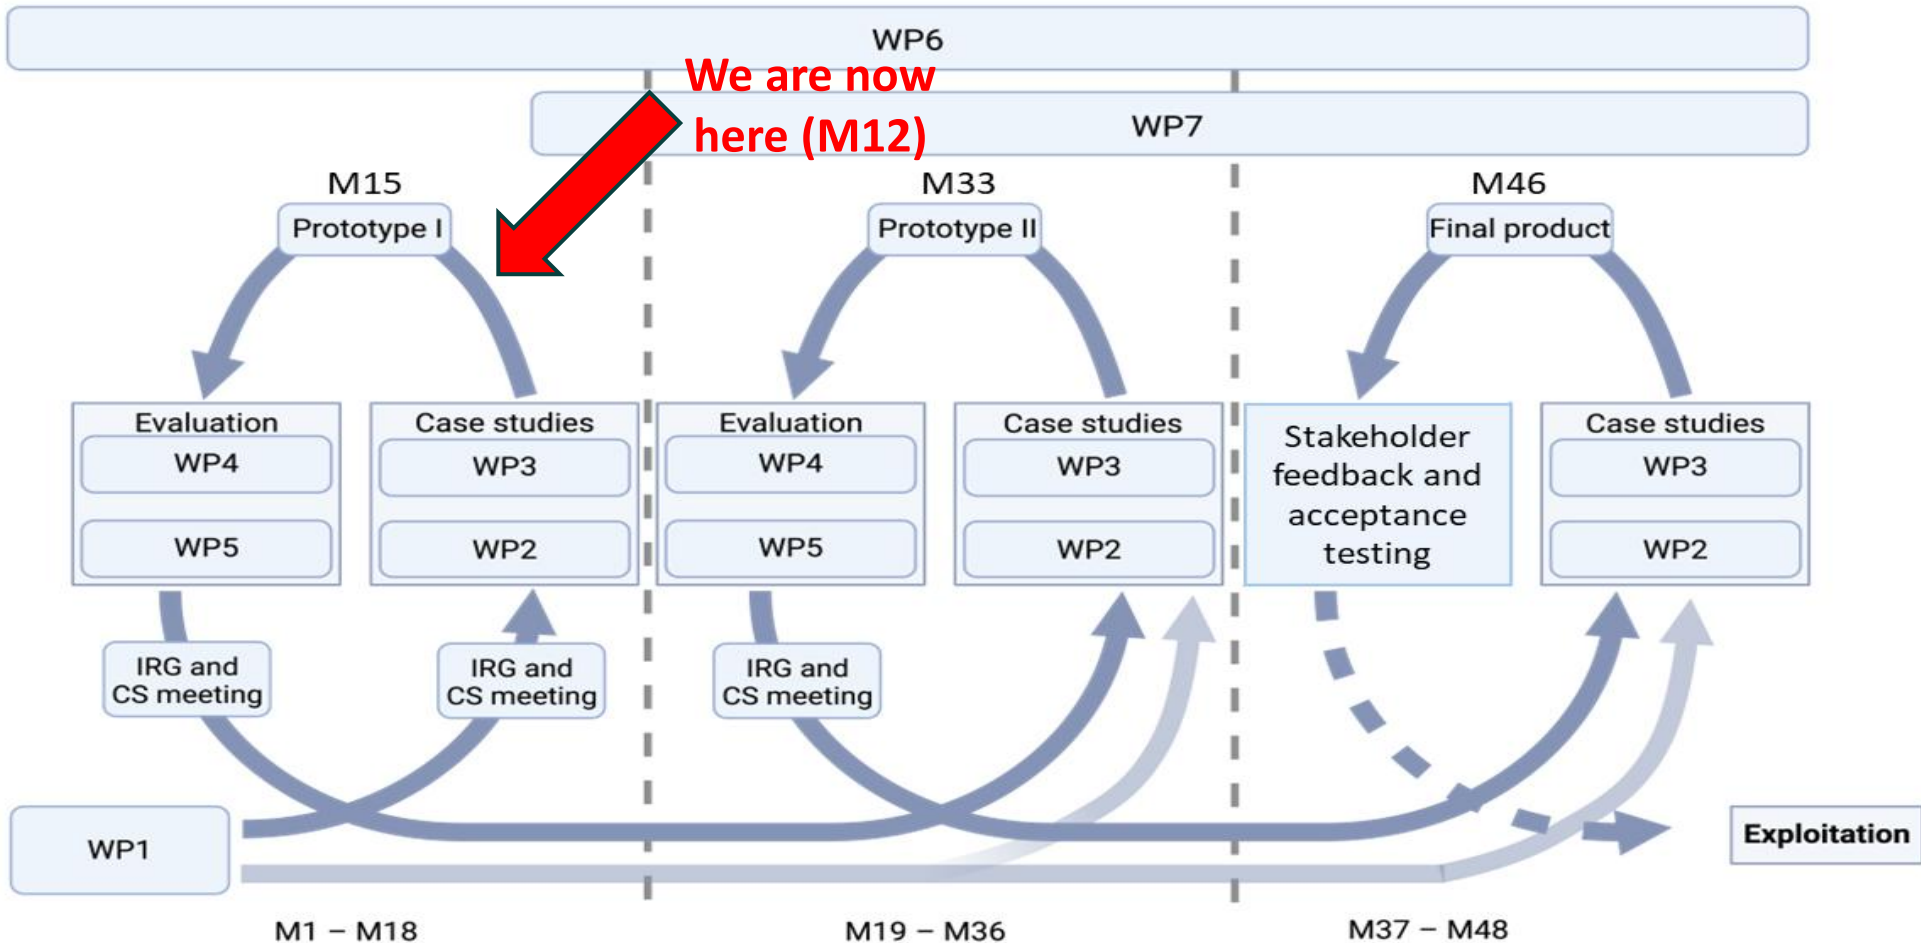 WP6
We are now
here (M12)
WP7
M15
M33
M46
Prototype I
Prototype II
Final product
Evaluation
WP4
WP5
Case studies
WP3
WP2
Evaluation
WP4
WP5
Case studies
WP3
WP2
Stakeholder
feedback and
acceptance
testing
Case studies
WP3
WP2
IRG and
CS meeting
IRG and
CS meeting
IRG and
CS meeting
WP1
Exploitation
M1 – M18
M19 – M36
M37 – M48